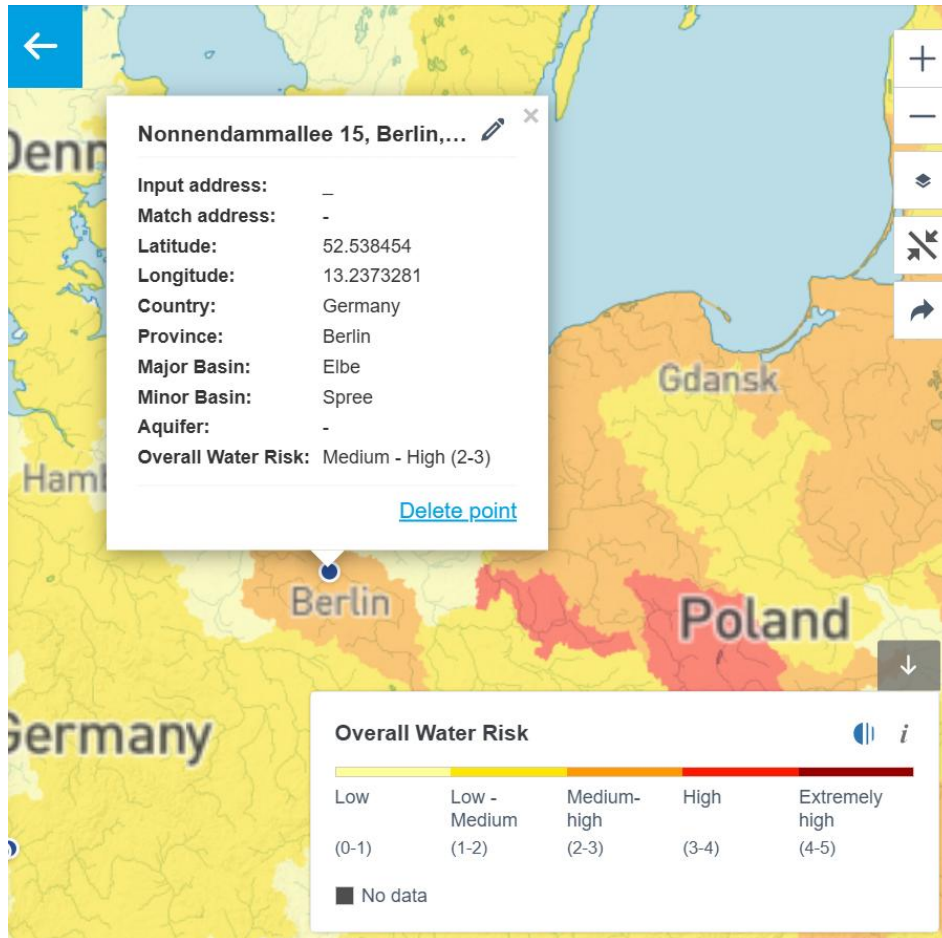 Nonnendammallee 15, Berlin,...
×
Input address: _
Match address: -
Latitude: 52.538454
Longitude: 13.2373281
Country: Germany
Province: Berlin
Major Basin: Elbe
Minor Basin: Spree
Aquifer: -
Overall Water Risk: Medium - High (2-3)
Delete point
Denn
Hamb
Gdansk
Berlin
Poland
Germany
Overall Water Risk
i
Low
Low - Medium
Medium-high
High
Extremely high
(0-1)
(1-2)
(2-3)
(3-4)
(4-5)
No data